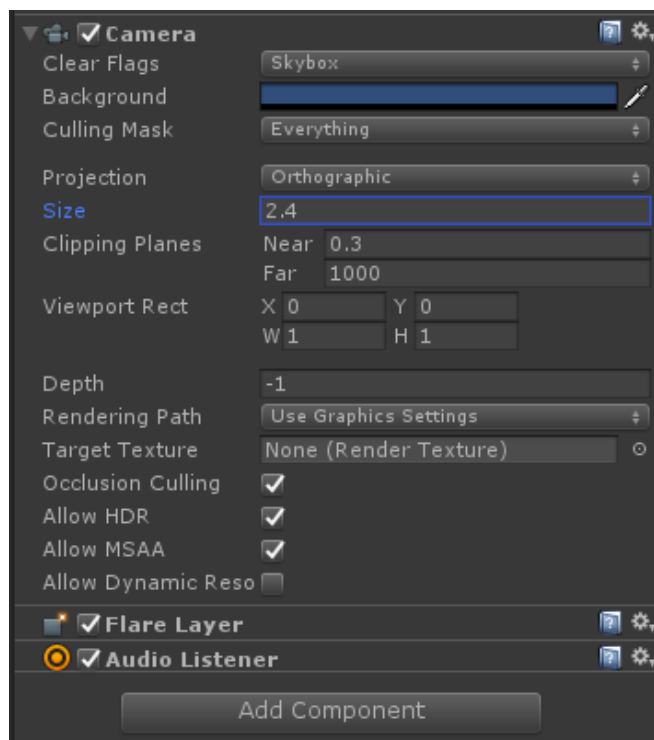 Camera
Clear Flags Skybox
Background
Culling Mask Everything
Projection Orthographic
Size 2.4
Clipping Planes Near 0.3
Far 1000
Viewport Rect X 0 Y 0
W 1 H 1
Depth -1
Rendering Path Use Graphics Settings
Target Texture None (Render Texture)
Occlusion Culling
Allow HDR
Allow MSAA
Allow Dynamic Reso
Flare Layer
Audio Listener
Add Component